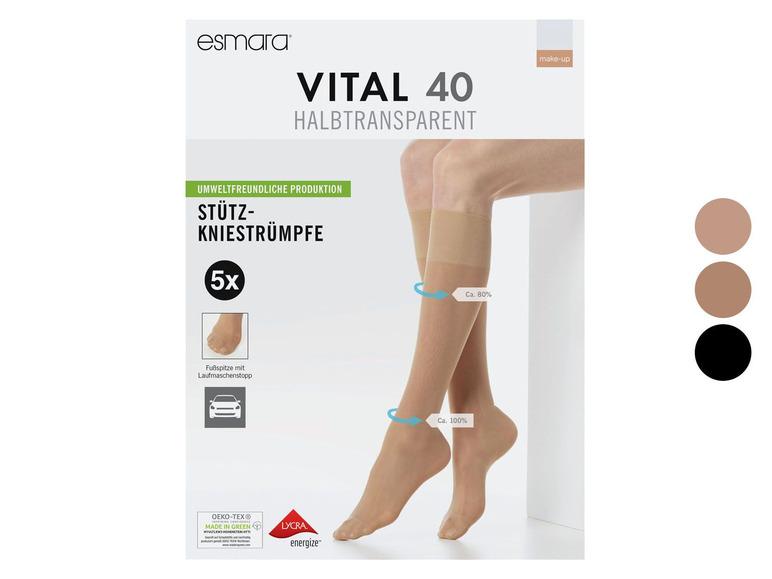 esmara®
make-up
VITAL 40
HALBTRANSPARENT
UMWELTFREUNDLICHE PRODUKTION
STÜTZ-
KNIESTRÜMPFE
5x
Ca. 80%
Fußspitze mit
Laufmaschenstopp
Ca. 100%
OEKO-TEX®
MADE IN GREEN
LYCRA
energize™